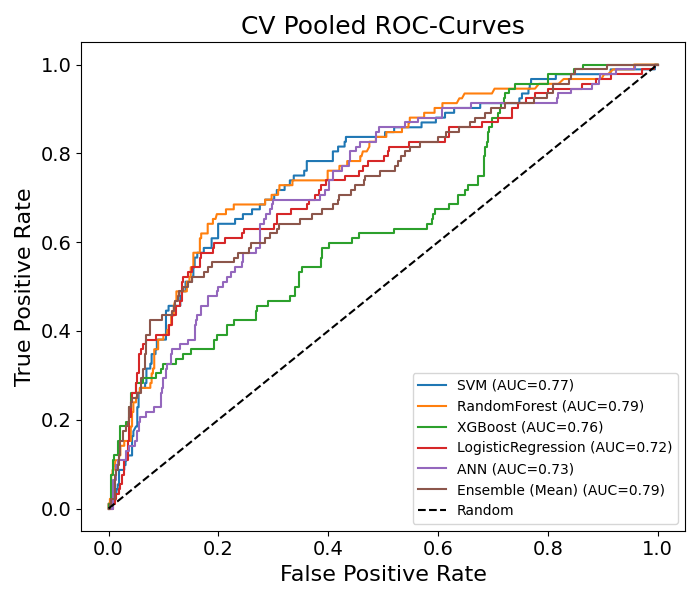 CV Pooled ROC-Curves
True Positive Rate
1.0
0.8
0.6
0.4
0.2
0.0
SVM (AUC=0.77)
RandomForest (AUC=0.79)
XGBoost (AUC=0.76)
LogisticRegression (AUC=0.72)
ANN (AUC=0.73)
Ensemble (Mean) (AUC=0.79)
Random
0.0 0.2 0.4 0.6 0.8 1.0
False Positive Rate